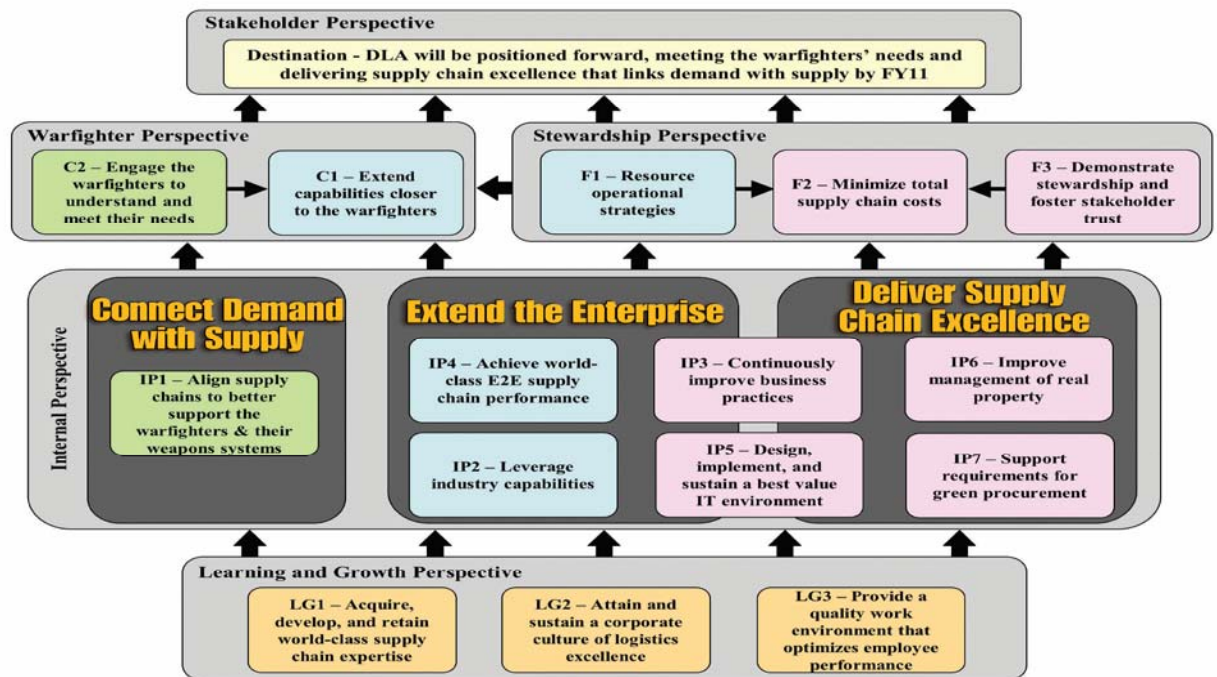 Stakeholder Perspective
Destination - DLA will be positioned forward, meeting the warfighters’ needs and
delivering supply chain excellence that links demand with supply by FY11
Warfighter Perspective
C2 – Engage the
warfighters to
understand and
meet their needs
C1 – Extend
capabilities closer
to the warfighters
Stewardship Perspective
F1 – Resource
operational
strategies
F2 – Minimize total
supply chain costs
F3 – Demonstrate
stewardship and
foster stakeholder
trust
Internal Perspective
Connect Demand
with Supply
IP1 – Align supply
chains to better
support the
warfighters & their
weapons systems
Extend the Enterprise
IP4 – Achieve world-
class E2E supply
chain performance
IP2 – Leverage
industry capabilities
IP3 – Continuously
improve business
practices
IP5 – Design,
implement, and
sustain a best value
IT environment
Deliver Supply
Chain Excellence
IP6 – Improve
management of real
property
IP7 – Support
requirements for
green procurement
Learning and Growth Perspective
LG1 – Acquire,
develop, and retain
world-class supply
chain expertise
LG2 – Attain and
sustain a corporate
culture of logistics
excellence
LG3 – Provide a
quality work
environment that
optimizes employee
performance